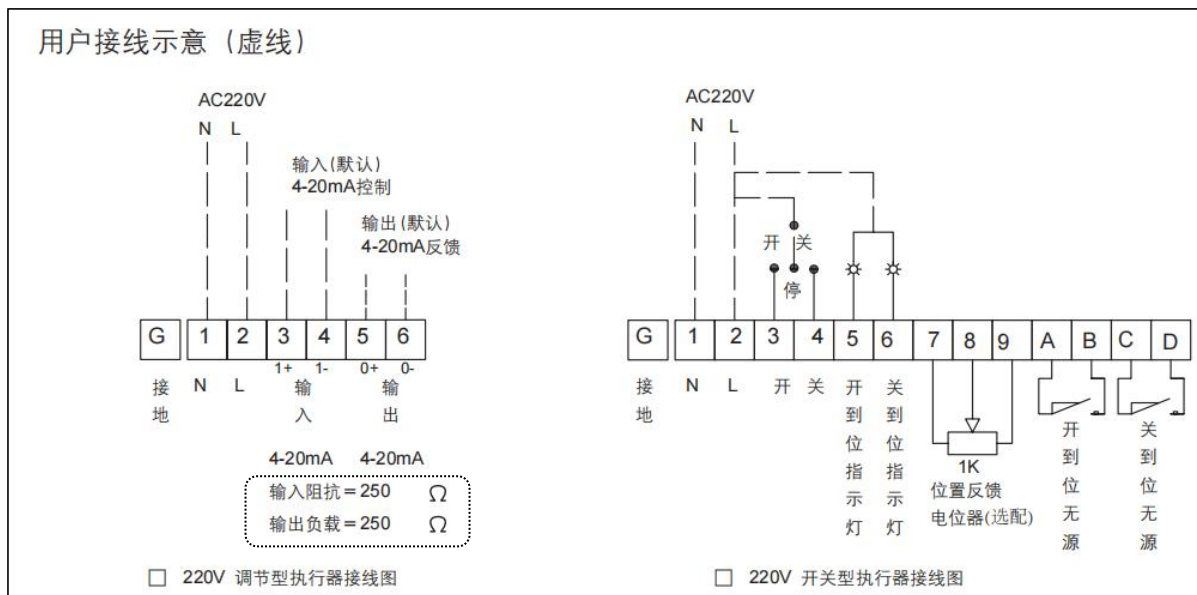 用户接线示意（虚线）
AC220V
N L
输入(默认)
4-20mA控制
输出(默认)
4-20mA反馈
G 1 2 3 4 5 6
1+ 1- 0+ 0-
接地 N L 输入 输出
4-20mA 4-20mA
输入阻抗=250 Ω
输出负载=250 Ω
□ 220V 调节型执行器接线图
AC220V
N L
开 关
停
G 1 2 3 4 5 6 7 8 9 A B C D
接地 N L 开 关 开到位指示灯 关到位指示灯
1K
位置反馈
电位器(选配)
开到位无源
关到位无源
□ 220V 开关型执行器接线图